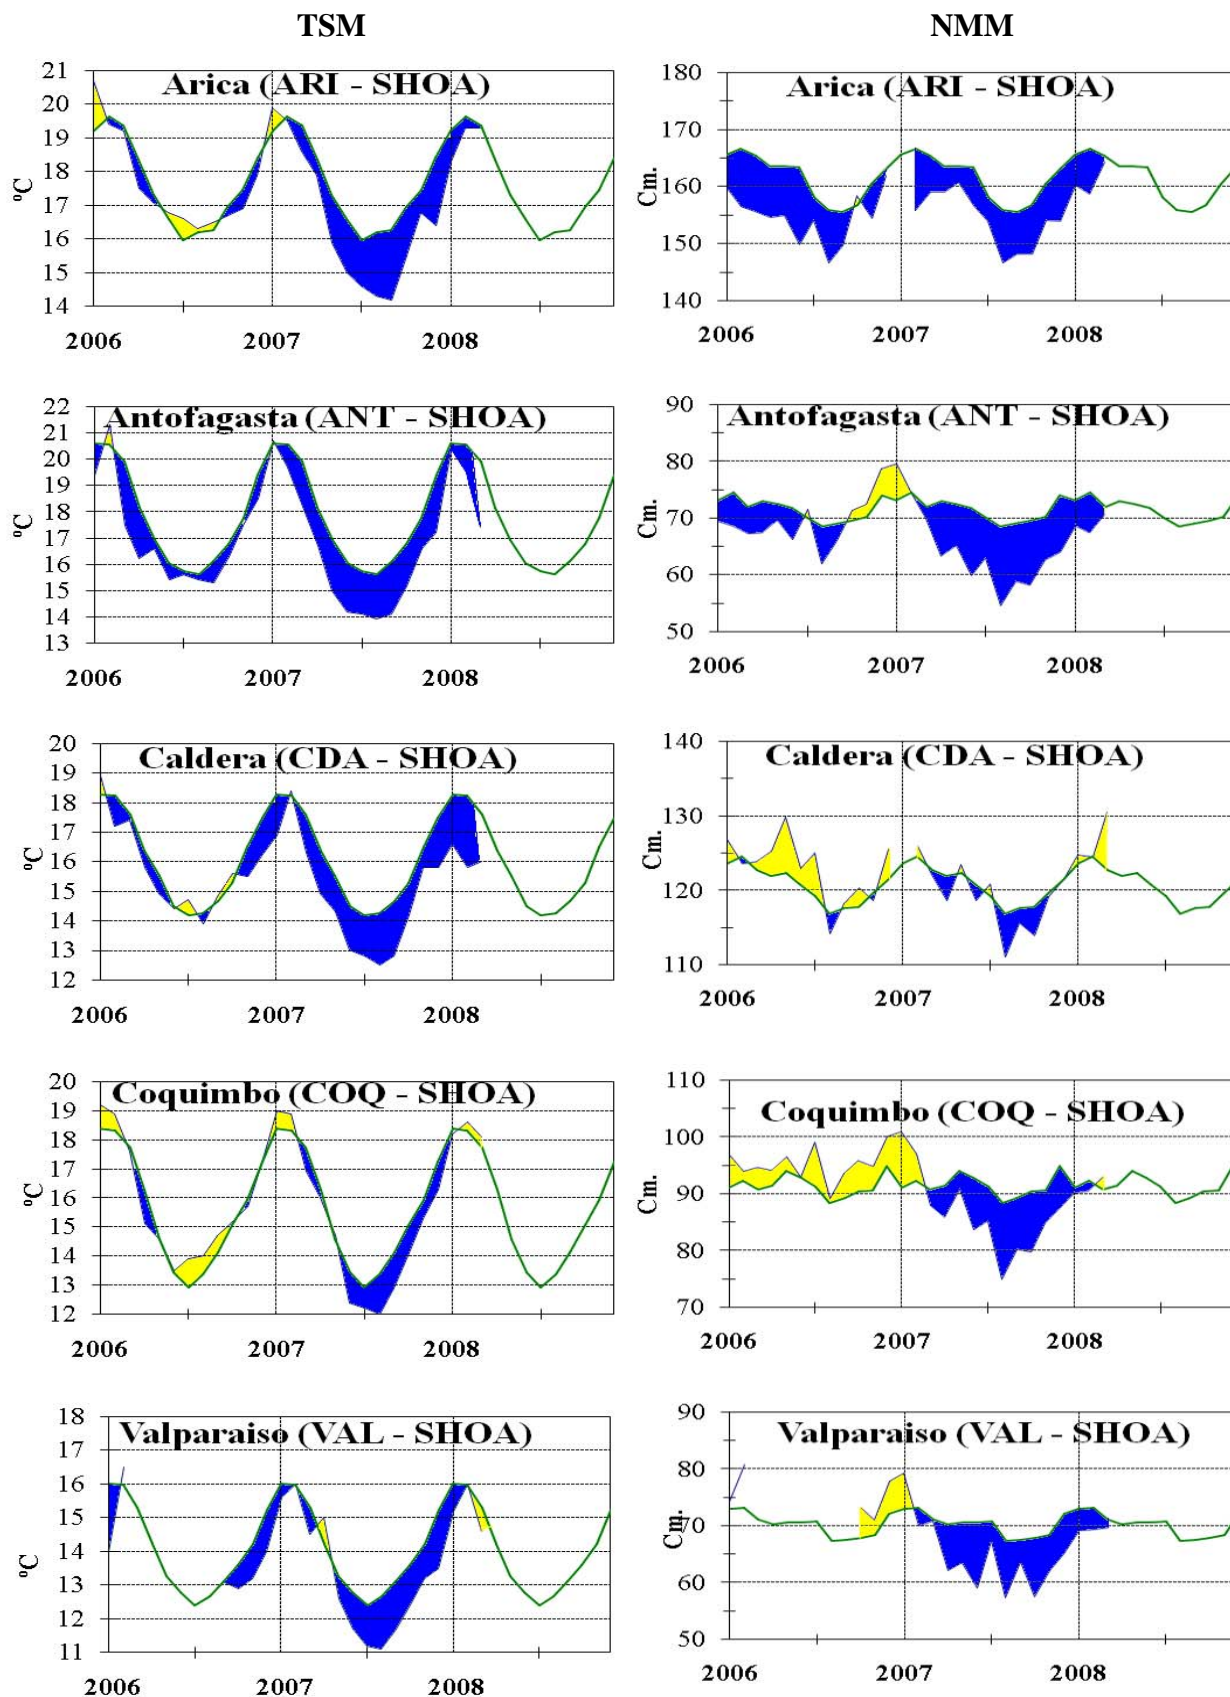 TSM
NMM
Arica (ARI - SHOA)
21
20
19
18
17
16
15
14
ºC
2006 2007 2008
Arica (ARI - SHOA)
180
170
160
150
140
Cm.
2006 2007 2008
Antofagasta (ANT - SHOA)
22
21
20
19
18
17
16
15
14
13
ºC
2006 2007 2008
Antofagasta (ANT - SHOA)
90
80
70
60
50
Cm.
2006 2007 2008
Caldera (CDA - SHOA)
20
19
18
17
16
15
14
13
12
ºC
2006 2007 2008
Caldera (CDA - SHOA)
140
130
120
110
Cm.
2006 2007 2008
Coquimbo (COQ - SHOA)
20
19
18
17
16
15
14
13
12
ºC
2006 2007 2008
Coquimbo (COQ - SHOA)
110
100
90
80
70
Cm.
2006 2007 2008
Valparaiso (VAL - SHOA)
18
17
16
15
14
13
12
11
ºC
2006 2007 2008
Valparaiso (VAL - SHOA)
90
80
70
60
50
Cm.
2006 2007 2008